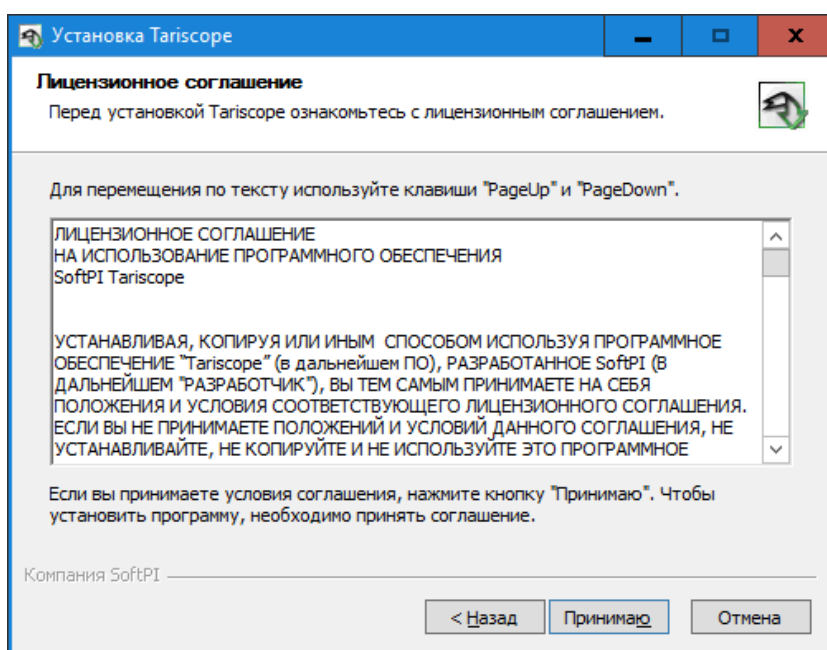 Установка Tariscope
Лицензионное соглашение
Перед установкой Tariscope ознакомьтесь с лицензионным соглашением.
Для перемещения по тексту используйте клавиши "PageUp" и "PageDown".
ЛИЦЕНЗИОННОЕ СОГЛАШЕНИЕ
НА ИСПОЛЬЗОВАНИЕ ПРОГРАММНОГО ОБЕСПЕЧЕНИЯ
SoftPI Tariscope
УСТАНАВЛИВАЯ, КОПИРУЯ ИЛИ ИНЫМ  СПОСОБОМ ИСПОЛЬЗУЯ ПРОГРАММНОЕ
ОБЕСПЕЧЕНИЕ “Tariscope” (в дальнейшем ПО), РАЗРАБОТАННОЕ SoftPI (В
ДАЛЬНЕЙШЕМ "РАЗРАБОТЧИК"), ВЫ ТЕМ САМЫМ ПРИНИМАЕТЕ НА СЕБЯ
ПОЛОЖЕНИЯ И УСЛОВИЯ СООТВЕТСТВУЮЩЕГО ЛИЦЕНЗИОННОГО СОГЛАШЕНИЯ.
ЕСЛИ ВЫ НЕ ПРИНИМАЕТЕ ПОЛОЖЕНИЙ И УСЛОВИЙ ДАННОГО СОГЛАШЕНИЯ, НЕ
УСТАНАВЛИВАЙТЕ, НЕ КОПИРУЙТЕ И НЕ ИСПОЛЬЗУЙТЕ ЭТО ПРОГРАММНОЕ
Если вы принимаете условия соглашения, нажмите кнопку "Принимаю". Чтобы
установить программу, необходимо принять соглашение.
Компания SoftPI
< Назад Принимаю Отмена